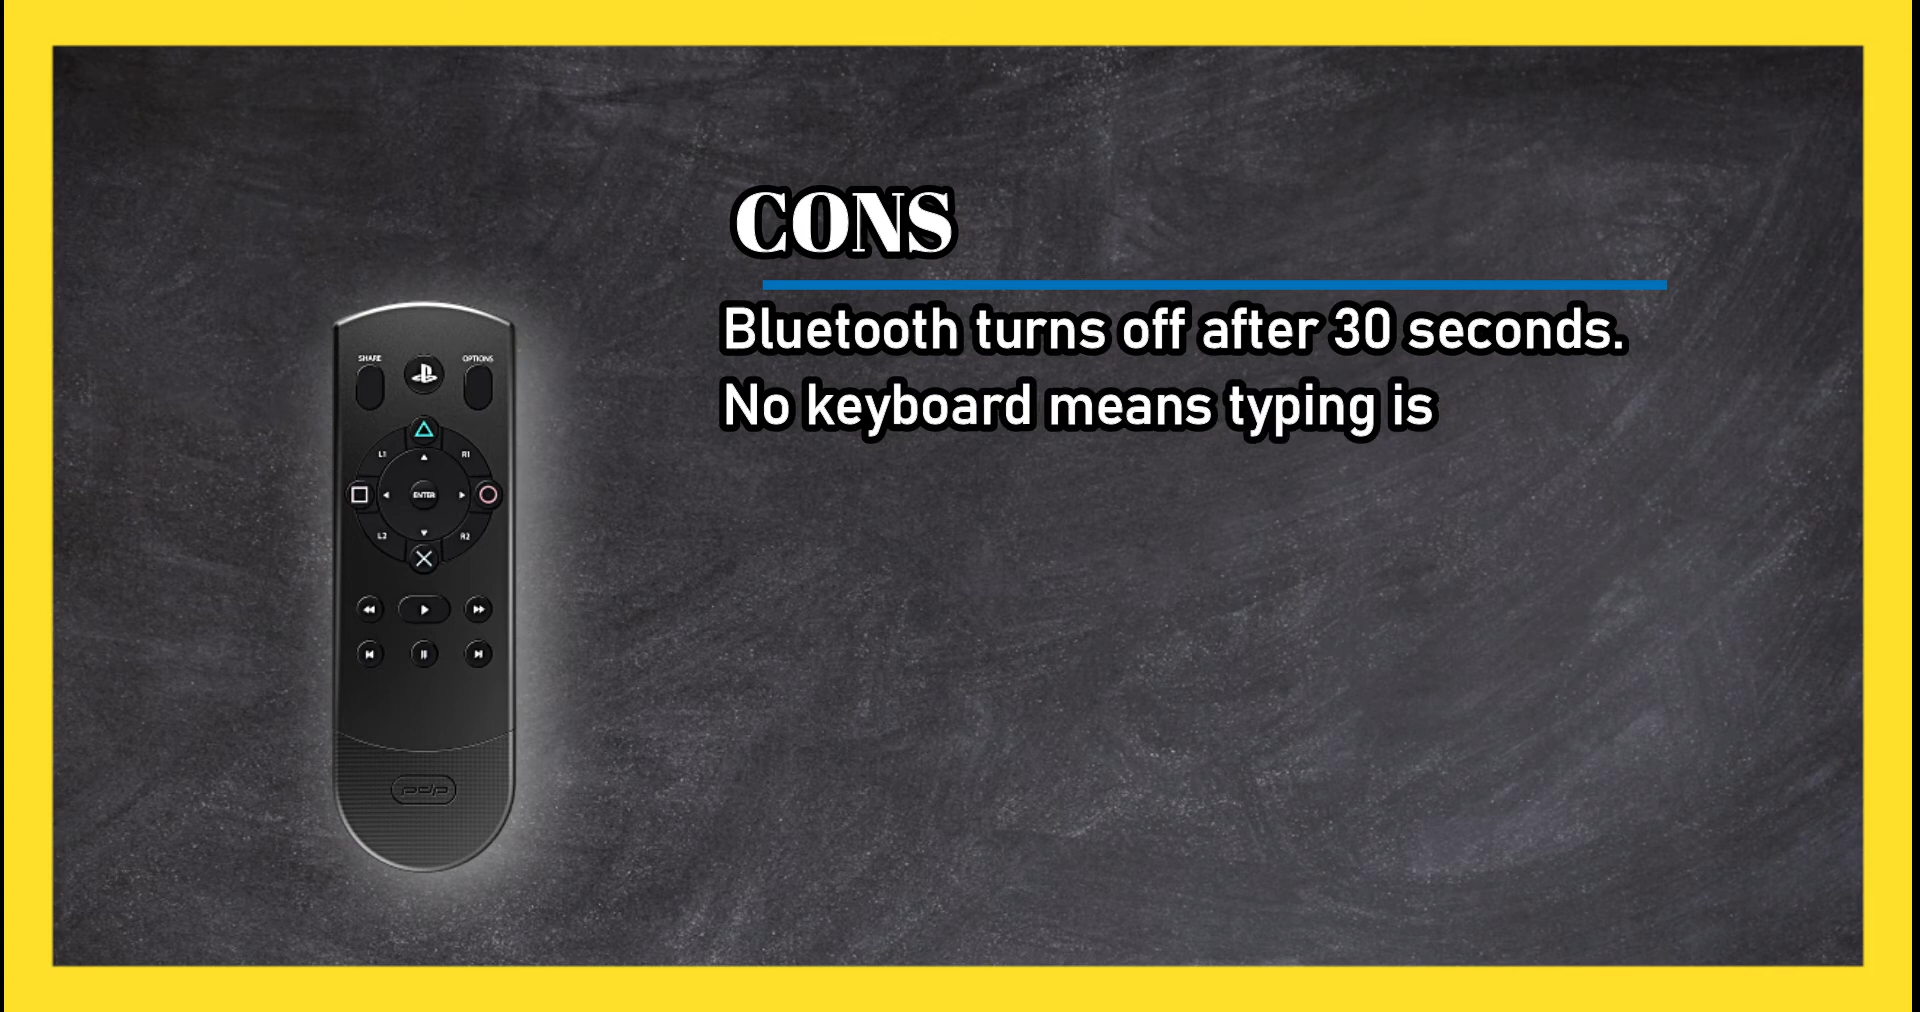 CONS
Bluetooth turns off after 30 seconds.
No keyboard means typing is
SHARE
OPTIONS
L1
R1
ENTER
L2
R2
pdp